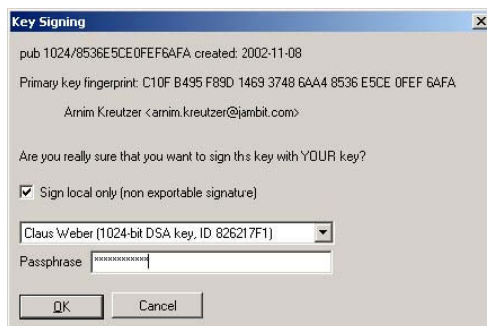 Key Signing
pub 1024/8536E5CE0FEF6AFA created: 2002-11-08
Primary key fingerprint: C10F B495 F89D 1469 3748 6AA4 8536 E5CE 0FEF 6AFA
Arnim Kreutzer <arnim.kreutzer@jambit.com>
Are you really sure that you want to sign ths key with YOUR key?
Sign local only (non exportable signature)
Claus Weber (1024-bit DSA key, ID 826217F1)
Passphrase ************
OK Cancel